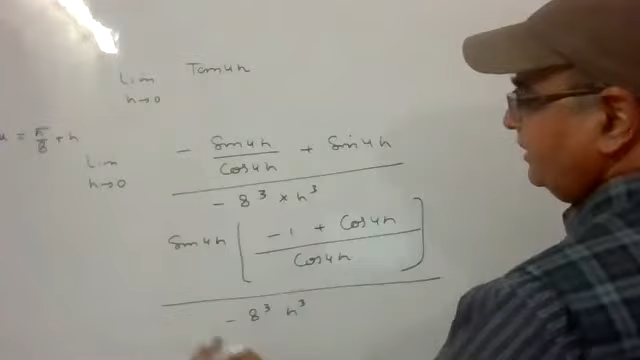 Lim Tan4h
h→0
x = π/8 + h
Lim - Sin4h/Cos4h + Sin4h
h→0
- 8³ × h³
Sin4h [ -1 + Cos4h / Cos4h ]
- 8³ h³